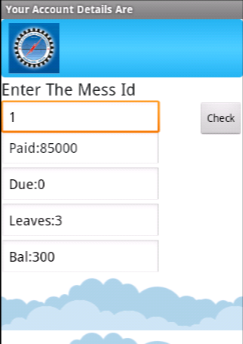 Your Account Details Are
Enter The Mess Id
1
Check
Paid:85000
Due:0
Leaves:3
Bal:300